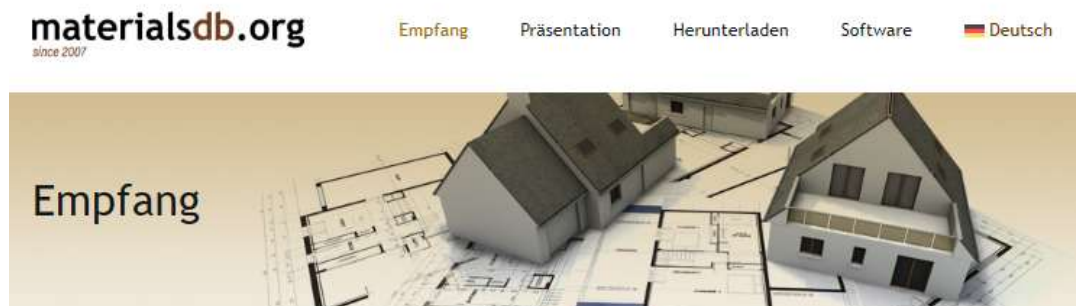 materialsdb.org
since 2007
Empfang Präsentation Herunterladen Software Deutsch
Empfang